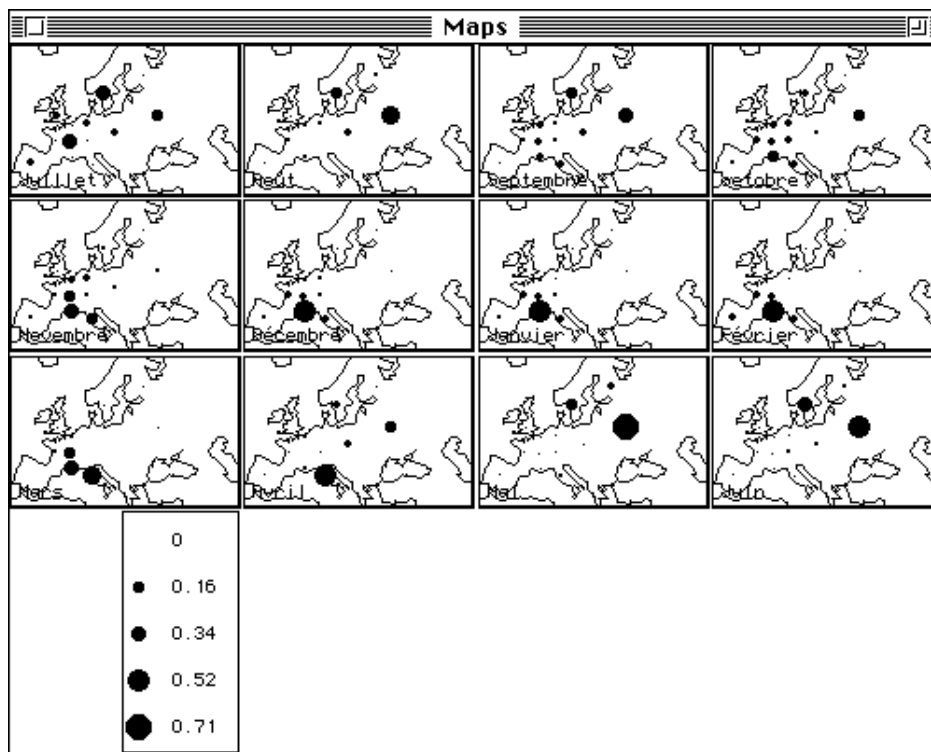 Maps
Juillet
Août
Septembre
Octobre
Novembre
Décembre
Janvier
Février
Mars
Avril
Mai
Juin
0
0.16
0.34
0.52
0.71